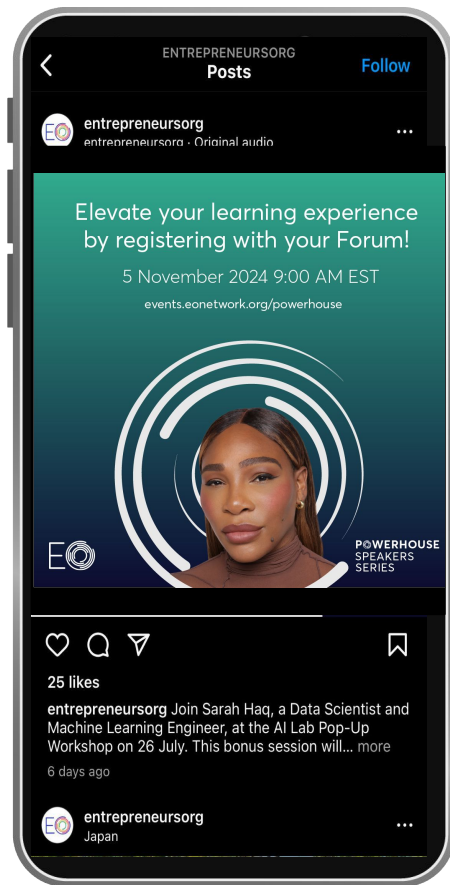 ENTREPRENEURSORG
Posts
Follow
entrepreneursorg
entrepreneursorg · Original audio
Elevate your learning experience
by registering with your Forum!
5 November 2024 9:00 AM EST
events.eonetwork.org/powerhouse
EO
POWERHOUSE
SPEAKERS
SERIES
25 likes
entrepreneursorg Join Sarah Haq, a Data Scientist and
Machine Learning Engineer, at the AI Lab Pop-Up
Workshop on 26 July. This bonus session will... more
6 days ago
EO
entrepreneursorg
Japan